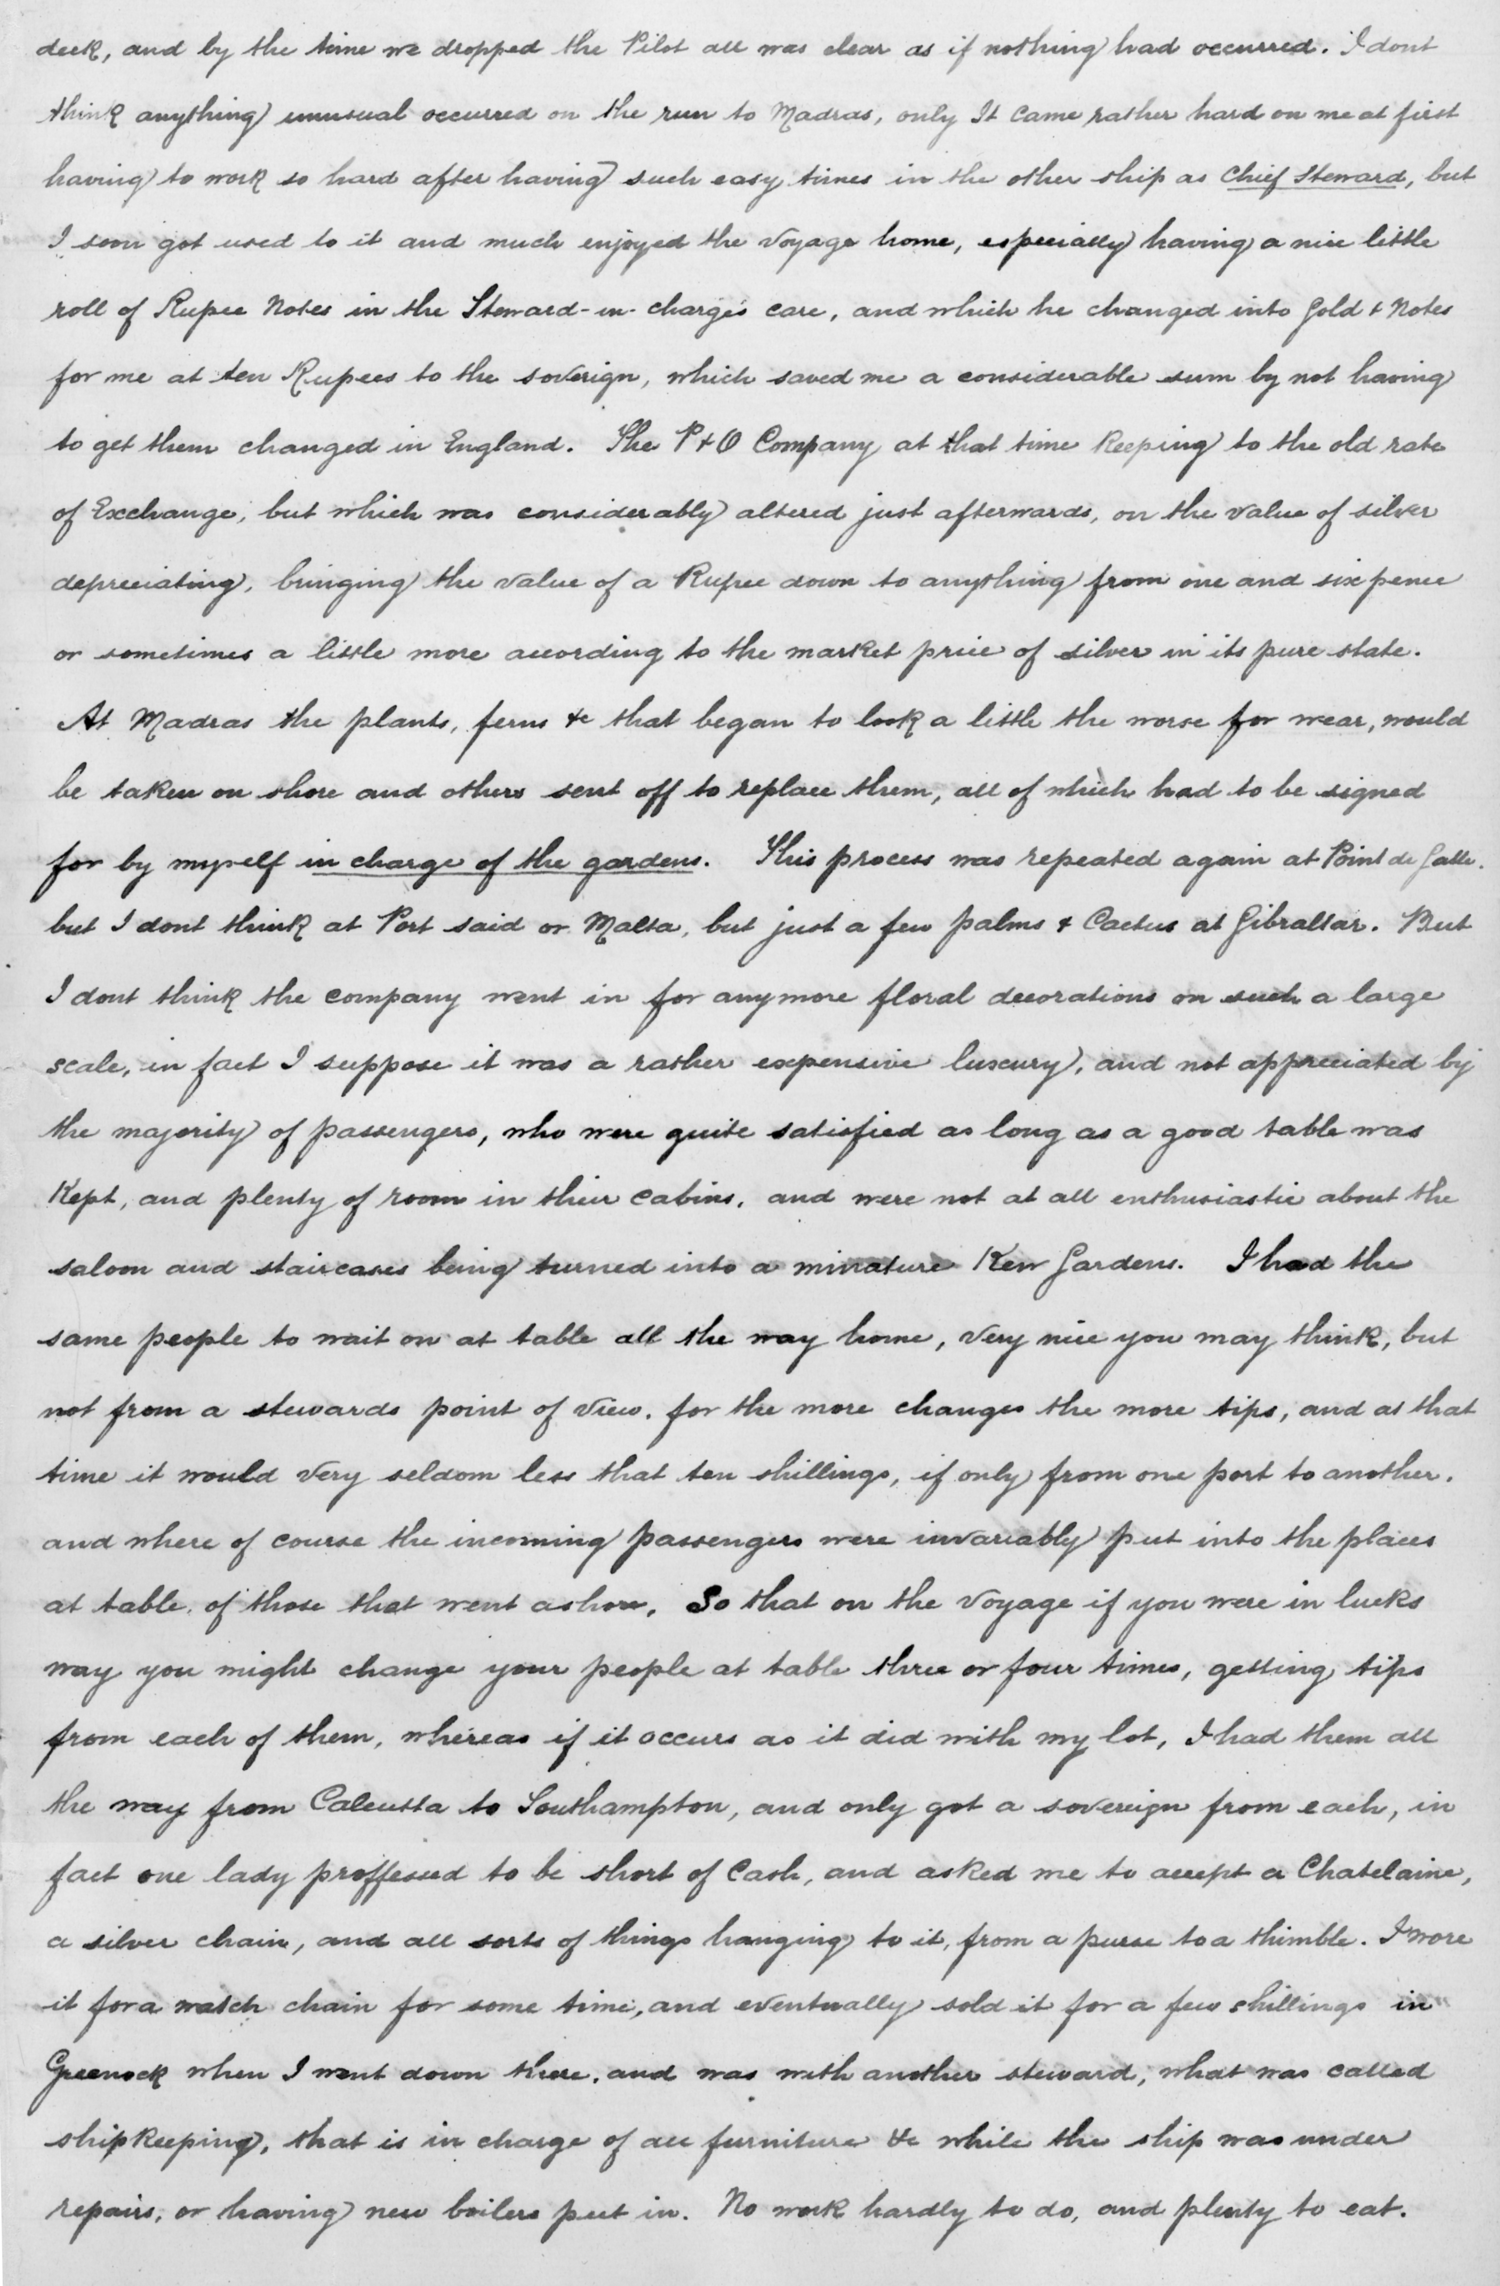 deck, and by the time we dropped the Pilot all was clear as if nothing had occurred. I dont
think anything unusual occurred on the run to Madras, only It came rather hard on me at first
having to work so hard after having such easy times in the other ship as Chief Steward, but
I soon got used to it and much enjoyed the voyage home, especially having a nice little
roll of Rupee Notes in the Steward-in-charge's care, and which he changed into Gold & Notes
for me at ten Rupees to the soverign, which saved me a considerable sum by not having
to get them changed in England. The P & O Company at that time keeping to the old rate
of Exchange, but which was considerably altered just afterwards, on the value of silver
depreciating, bringing the value of a Rupee down to anything from one and sixpence
or sometimes a little more according to the market price of silver in its pure state.
At Madras the plants, ferns &c that began to look a little the worse for wear, would
be taken on shore and others sent off to replace them, all of which had to be signed
for by myself in charge of the gardens. This process was repeated again at Point de Galle.
but I dont think at Port said or Malta, but just a few palms & Cactus at Gibraltar. But
I dont think the company went in for anymore floral decorations on such a large
scale, in fact I suppose it was a rather expensive luxury, and not appreciated by
the majority of passengers, who were quite satisfied as long as a good table was
Kept, and plenty of room in their cabins, and were not at all enthusiastic about the
saloon and staircases being turned into a minature Kew Gardens. I had the
same people to wait on at table all the way home, very nice you may think, but
not from a stewards point of view. for the more changes the more tips, and at that
time it would very seldom less that ten shillings, if only from one port to another.
and where of course the incoming passengers were invariably put into the places
at table, of those that went ashore. So that on the voyage if you were in lucks
way you might change your people at table three or four times, getting tips
from each of them, whereas if it occurs as it did with my lot, I had them all
the way from Calcutta to Southampton, and only got a sovereign from each, in
fact one lady proffessed to be short of cash, and asked me to accept a Chatelaine,
a silver chain, and all sorts of things hanging to it, from a purse to a thimble. I wore
it for a watch chain for some time, and eventually sold it for a few shillings in
Greenock when I went down there, and was with another steward, what was called
shipkeeping, that is in charge of all furniture &c while the ship was under
repairs, or having new boilers put in. No work hardly to do, and plenty to eat.